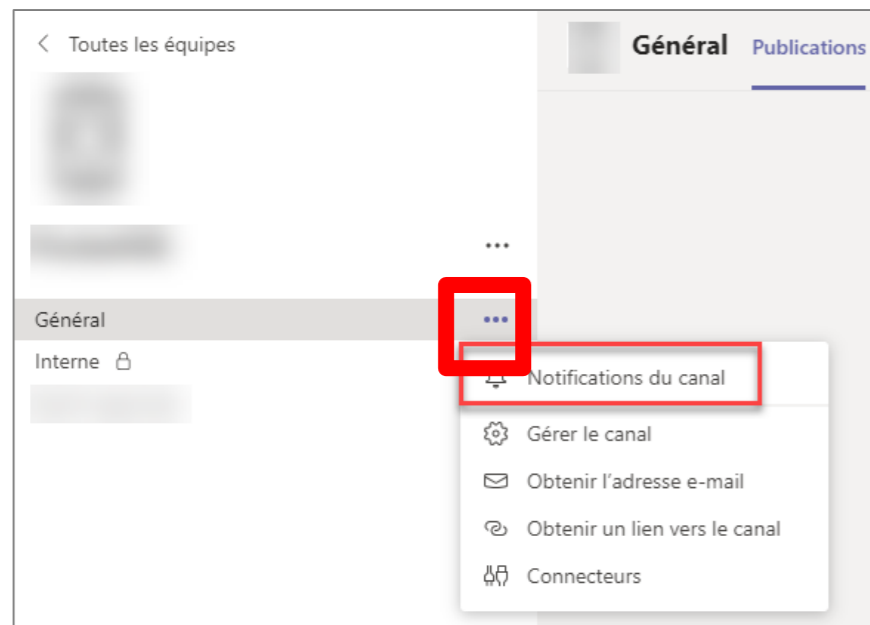 Toutes les équipes
Général Publications
Général
Interne
Notifications du canal
Gérer le canal
Obtenir l'adresse e-mail
Obtenir un lien vers le canal
Connecteurs